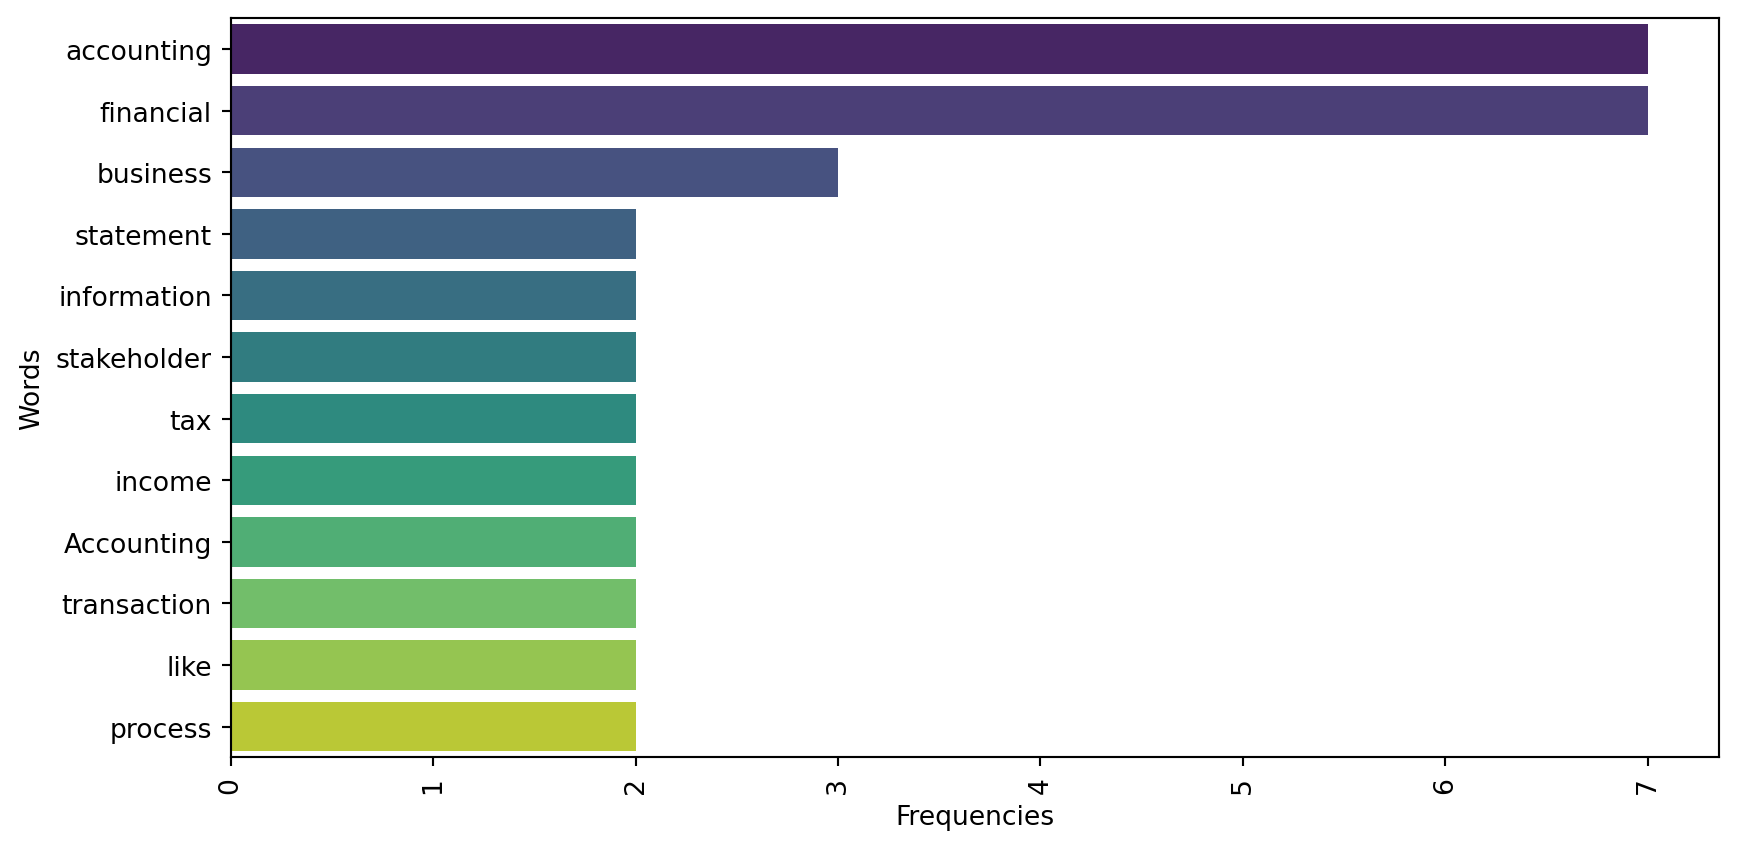 accounting
financial
business
statement
information
stakeholder
tax
income
Accounting
transaction
like
process
Words
0 1 2 3 4 5 6 7
Frequencies